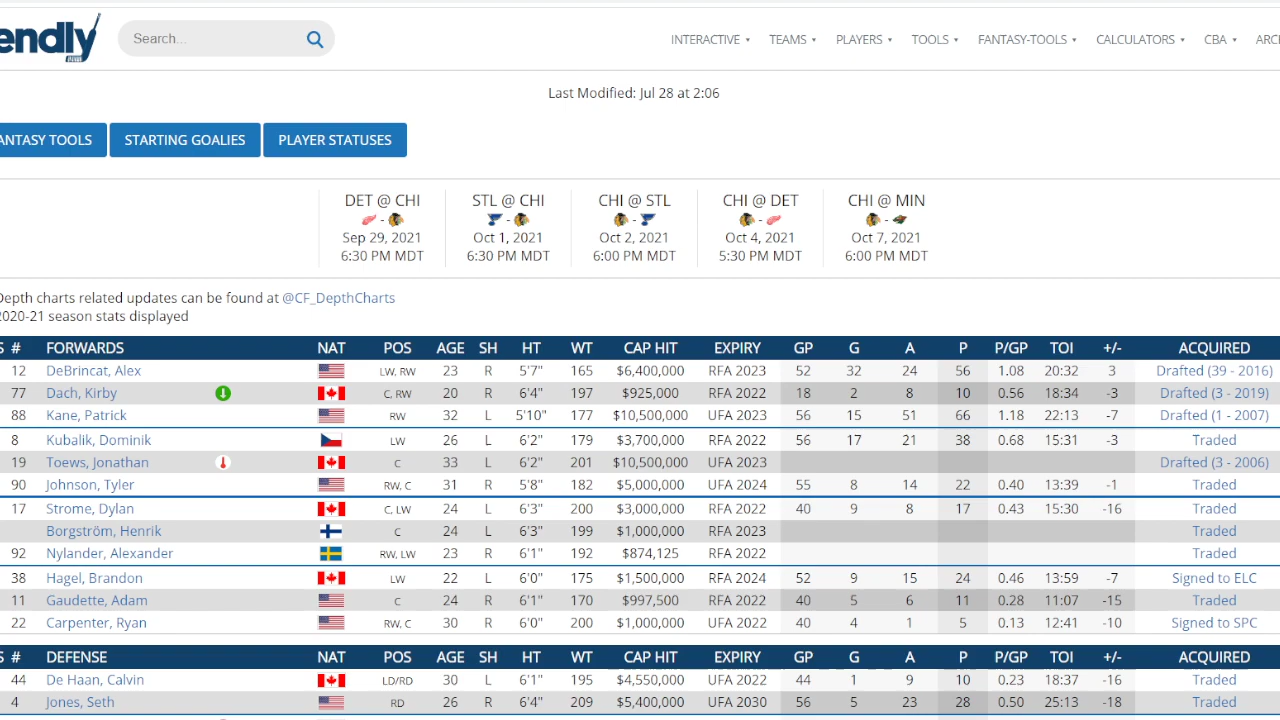 endly Search... INTERACTIVE TEAMS PLAYERS TOOLS FANTASY-TOOLS CALCULATORS CBA ARC
Last Modified: Jul 28 at 2:06
ANTASY TOOLS STARTING GOALIES PLAYER STATUSES
DET @ CHI STL @ CHI CHI @ STL CHI @ DET CHI @ MIN
- - - - -
Sep 29, 2021 Oct 1, 2021 Oct 2, 2021 Oct 4, 2021 Oct 7, 2021
6:30 PM MDT 6:30 PM MDT 6:00 PM MDT 5:30 PM MDT 6:00 PM MDT
Depth charts related updates can be found at @CF_DepthCharts
2020-21 season stats displayed
S # FORWARDS NAT POS AGE SH HT WT CAP HIT EXPIRY GP G A P P/GP TOI +/- ACQUIRED
12 DeBrincat, Alex LW, RW 23 R 5'7" 165 $6,400,000 RFA 2023 52 32 24 56 1.08 20:32 3 Drafted (39 - 2016)
77 Dach, Kirby C, RW 20 R 6'4" 197 $925,000 RFA 2022 18 2 8 10 0.56 18:34 -3 Drafted (3 - 2019)
88 Kane, Patrick RW 32 L 5'10" 177 $10,500,000 UFA 2023 56 15 51 66 1.18 22:13 -7 Drafted (1 - 2007)
8 Kubalik, Dominik LW 26 L 6'2" 179 $3,700,000 RFA 2022 56 17 21 38 0.68 15:31 -3 Traded
19 Toews, Jonathan C 33 L 6'2" 201 $10,500,000 UFA 2023 Drafted (3 - 2006)
90 Johnson, Tyler RW, C 31 R 5'8" 182 $5,000,000 UFA 2024 55 8 14 22 0.40 13:39 -1 Traded
17 Strome, Dylan C, LW 24 L 6'3" 200 $3,000,000 RFA 2022 40 9 8 17 0.43 15:30 -16 Traded
Borgström, Henrik C 24 L 6'3" 199 $1,000,000 RFA 2023 Traded
92 Nylander, Alexander RW, LW 23 R 6'1" 192 $874,125 RFA 2022 Traded
38 Hagel, Brandon LW 22 L 6'0" 175 $1,500,000 RFA 2024 52 9 15 24 0.46 13:59 -7 Signed to ELC
11 Gaudette, Adam C 24 R 6'1" 170 $997,500 RFA 2022 40 5 6 11 0.28 11:07 -15 Traded
22 Carpenter, Ryan RW, C 30 R 6'0" 200 $1,000,000 UFA 2022 40 4 1 5 0.13 12:41 -10 Signed to SPC
S # DEFENSE NAT POS AGE SH HT WT CAP HIT EXPIRY GP G A P P/GP TOI +/- ACQUIRED
44 De Haan, Calvin LD/RD 30 L 6'1" 195 $4,550,000 UFA 2022 44 1 9 10 0.23 18:37 -16 Traded
4 Jones, Seth RD 26 R 6'4" 209 $5,400,000 UFA 2030 56 5 23 28 0.50 25:13 -18 Traded